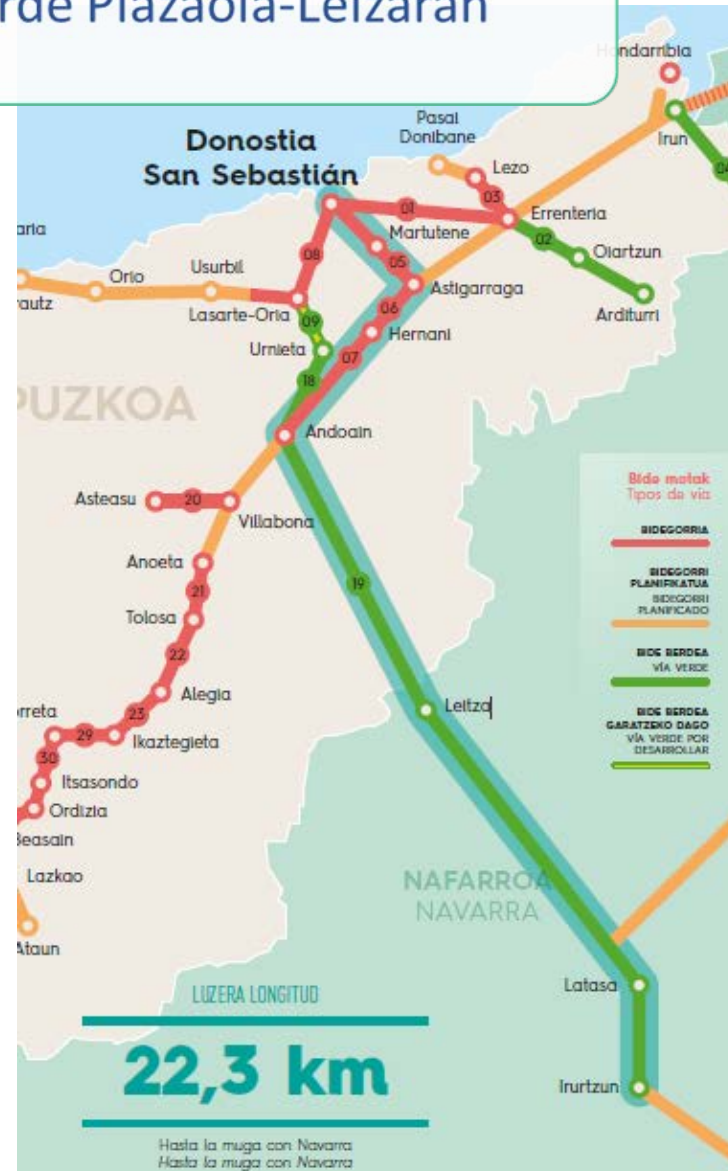 rde Plazaola-Leizaran
Hondarribia
Pasai
Donibane
Irun
Donostia
San Sebastián
Lezo
03
01
Errenteria
Martutene
02
Oiartzun
08
05
Orio
Usurbil
Astigarraga
Arditurri
Lasarte-Oria
06
09
Hernani
Urnieta
07
18
PUZKOA
Andoain
Bide motak
Tipos de vía
BIDEGORRIA
BIDEGORRI
PLANIFIKATUA
BIDEGORRI
PLANIFICADO
BIDE BERDEA
VÍA VERDE
BIDE BERDEA
GARATZEKO DAGO
VÍA VERDE POR
DESARROLLAR
Asteasu
20
Villabona
Anoeta
19
21
Tolosa
22
Alegia
23
Leitza
29
Ikaztegieta
30
Itsasondo
Ordizia
Beasain
Lazkao
NAFARROA
NAVARRA
Ataun
Latasa
LUZERA LONGITUD
22,3 km
Irurtzun
Hasta la muga con Navarra
Hasta la muga con Navarra